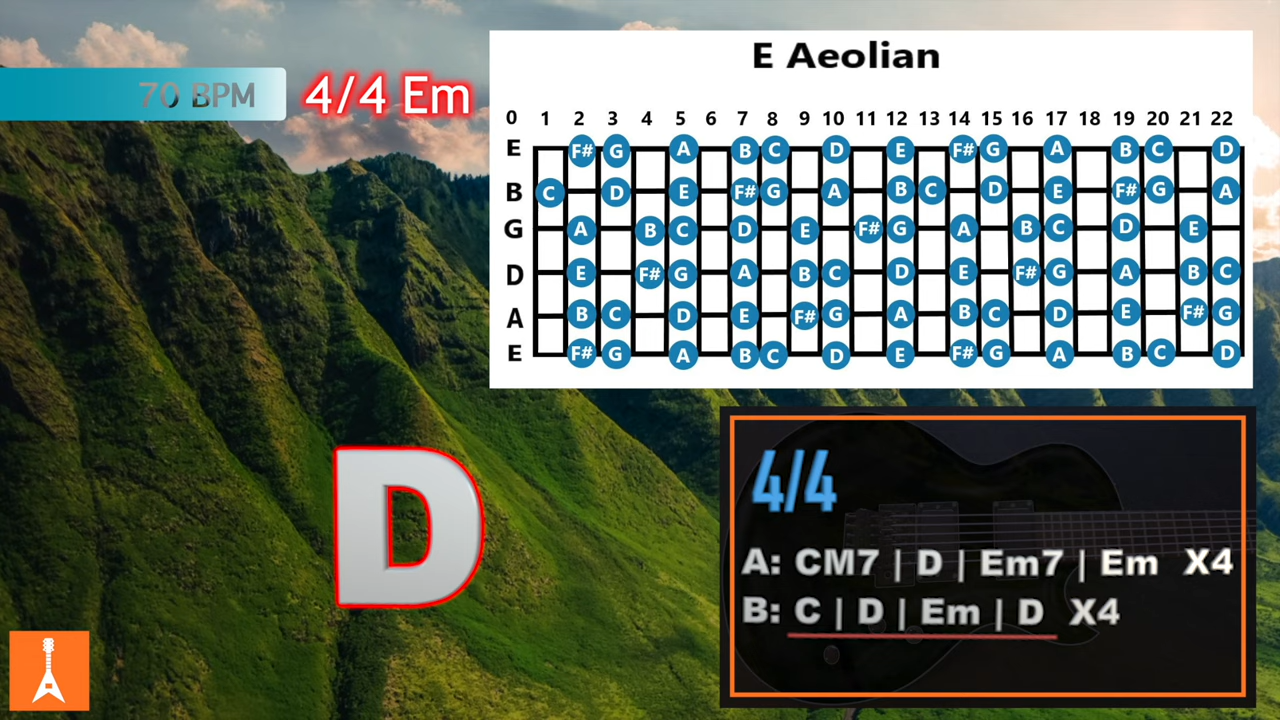 70 BPM
4/4 Em
E Aeolian
0 1 2 3 4 5 6 7 8 9 10 11 12 13 14 15 16 17 18 19 20 21 22
E F# G A B C D E F# G A B C D
B C D E F# G A B C D E F# G A
G A B C D E F# G A B C D E
D E F# G A B C D E F# G A B C
A B C D E F# G A B C D E F# G
E F# G A B C D E F# G A B C D
D
4/4
A: CM7 | D | Em7 | Em X4
B: C | D | Em | D X4